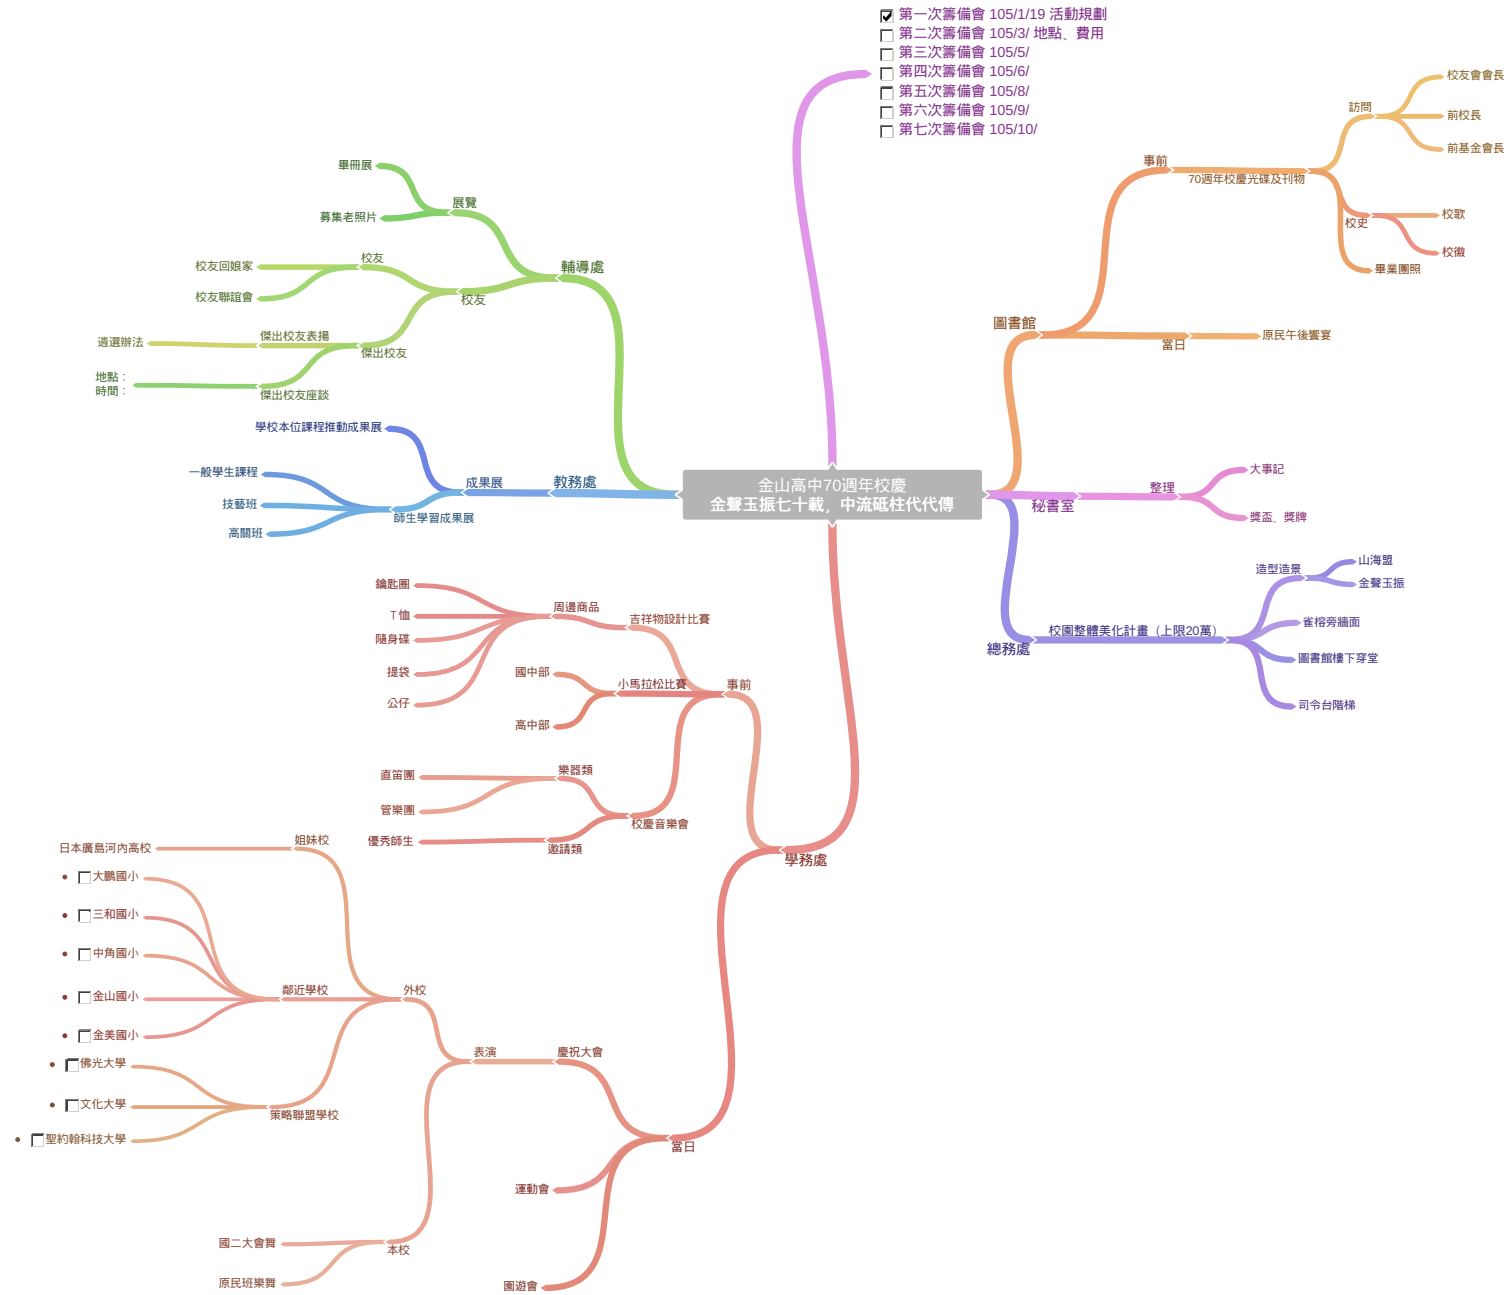 第一次籌備會 105/1/19 活動規劃
第二次籌備會 105/3/ 地點、費用
第三次籌備會 105/5/
第四次籌備會 105/6/
第五次籌備會 105/8/
第六次籌備會 105/9/
第七次籌備會 105/10/
金山高中70週年校慶
金聲玉振七十載，中流砥柱代代傳
圖書館
事前
70週年校慶光碟及刊物
訪問
校友會會長
前校長
前基金會長
校史
校歌
校徽
畢業團照
當日
原民午後饗宴
秘書室
整理
大事記
獎盃、獎牌
總務處
校園整體美化計畫（上限20萬）
造型造景
山海盟
金聲玉振
雀榕旁牆面
圖書館樓下穿堂
司令台階梯
輔導處
展覽
畢冊展
募集老照片
校友
校友
校友回娘家
校友聯誼會
傑出校友
傑出校友表揚
遴選辦法
傑出校友座談
地點：
時間：
教務處
成果展
學校本位課程推動成果展
師生學習成果展
一般學生課程
技藝班
高關班
學務處
事前
吉祥物設計比賽
周邊商品
鑰匙圈
T恤
隨身碟
提袋
公仔
小馬拉松比賽
國中部
高中部
校慶音樂會
樂器類
直笛團
管樂團
邀請類
優秀師生
當日
慶祝大會
表演
外校
姐妹校
日本廣島河內高校
鄰近學校
大鵬國小
三和國小
中角國小
金山國小
金美國小
策略聯盟學校
佛光大學
文化大學
聖約翰科技大學
本校
國二大會舞
原民班樂舞
運動會
園遊會